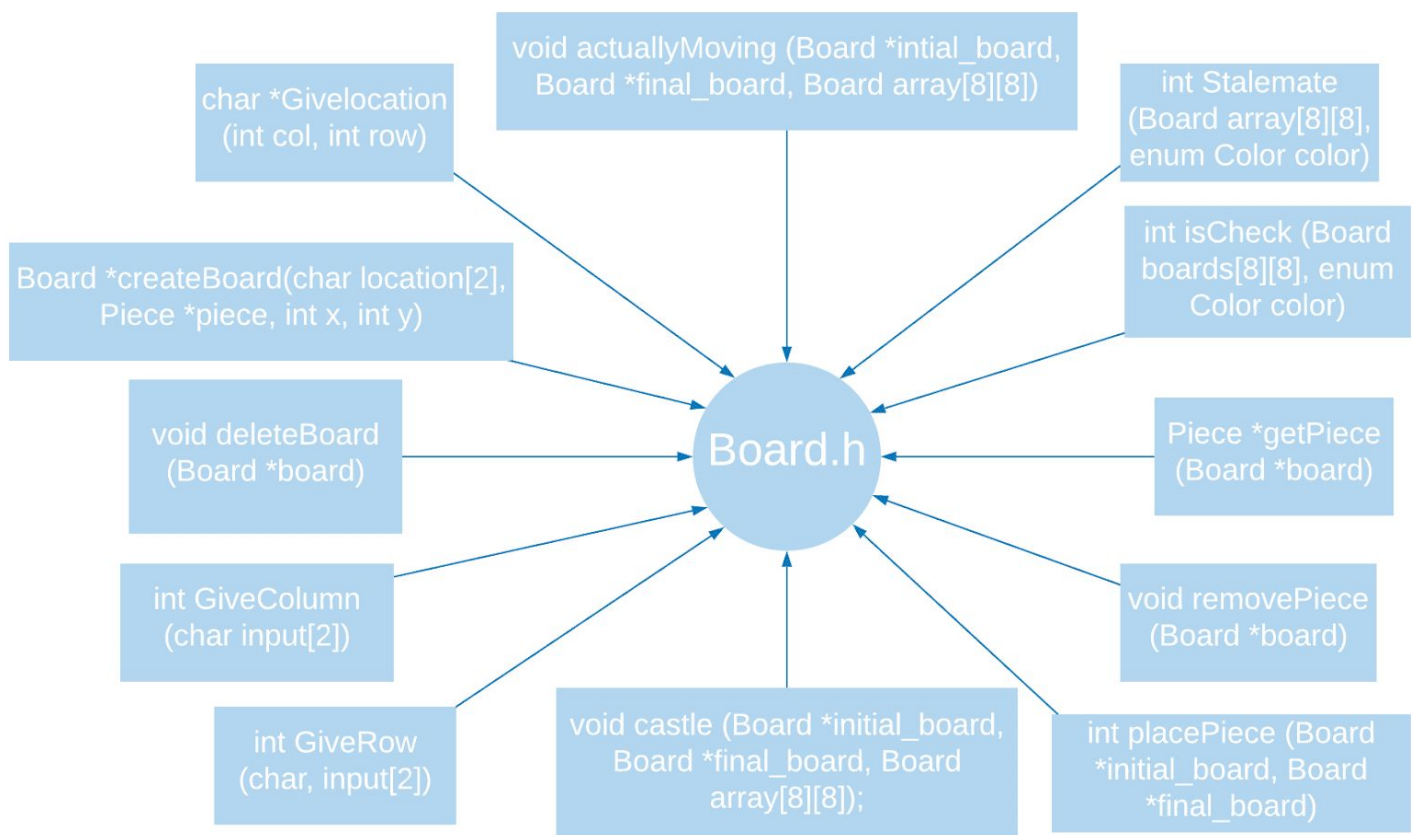 void actuallyMoving (Board *intial_board,
Board *final_board, Board array[8][8])
char *Givelocation
(int col, int row)
int Stalemate
(Board array[8][8],
enum Color color)
Board *createBoard(char location[2],
Piece *piece, int x, int y)
int isCheck (Board
boards[8][8], enum
Color color)
void deleteBoard
(Board *board)
Board.h
Piece *getPiece
(Board *board)
int GiveColumn
(char input[2])
void removePiece
(Board *board)
int GiveRow
(char, input[2])
void castle (Board *initial_board,
Board *final_board, Board
array[8][8]);
int placePiece (Board
*initial_board, Board
*final_board)